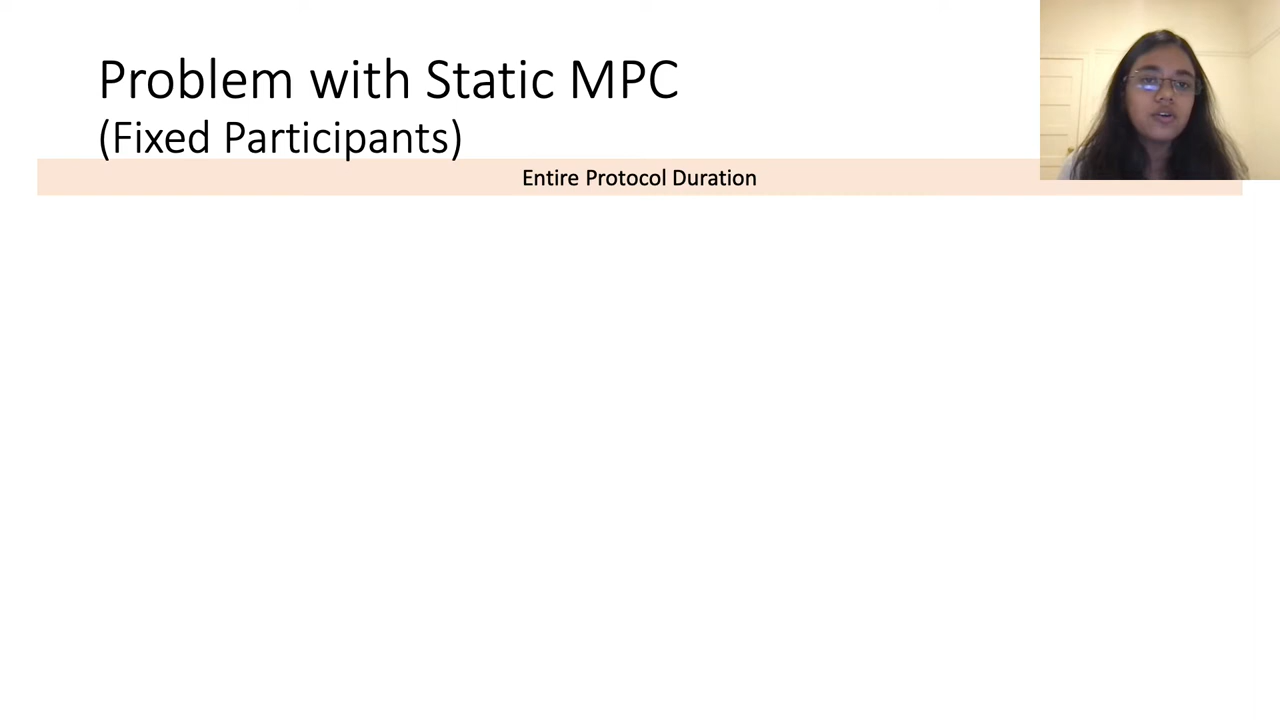 Problem with Static MPC
(Fixed Participants)
Entire Protocol Duration